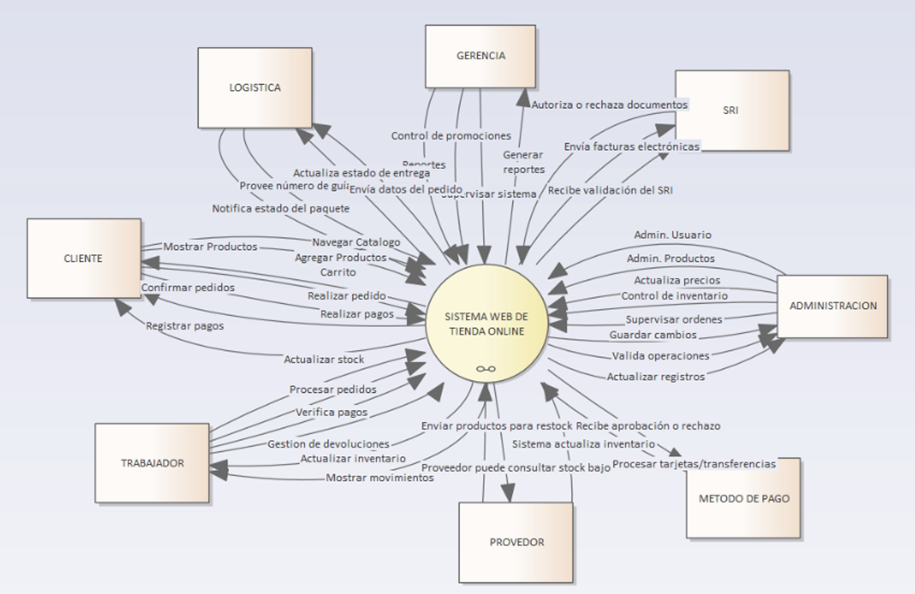 GERENCIA
LOGISTICA
SRI
Autoriza o rechaza documentos
Control de promociones
Envía facturas electrónicas
Generar
reportes
Reportes
Actualiza estado de entrega
Provee número de guía
Envía datos del pedido
Supervisar sistema
Recibe validación del SRI
Notifica estado del paquete
CLIENTE
Mostrar Productos
Navegar Catalogo
Agregar Productos
Carrito
Confirmar pedidos
Realizar pedido
Realizar pagos
Registrar pagos
SISTEMA WEB DE
TIENDA ONLINE
Admin. Usuario
Admin. Productos
Actualiza precios
Control de inventario
Supervisar ordenes
Guardar cambios
Valida operaciones
Actualizar registros
ADMINISTRACION
Actualizar stock
Procesar pedidos
Verifica pagos
Gestion de devoluciones
Actualizar inventario
Mostrar movimientos
TRABAJADOR
Enviar productos para restock
Recibe aprobación o rechazo
Sistema actualiza inventario
Proveedor puede consultar stock bajo
Procesar tarjetas/transferencias
METODO DE PAGO
PROVEDOR